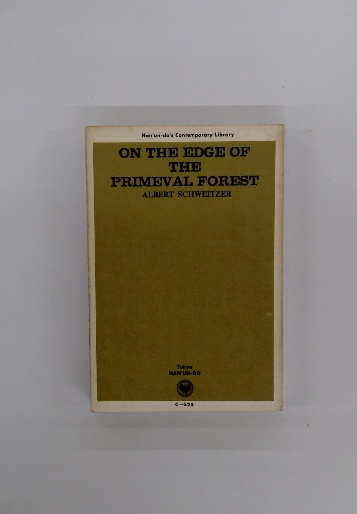 Nan'un-do's Contemporary Library
ON THE EDGE OF
THE
PRIMEVAL FOREST
ALBERT SCHWEITZER
Tokyo
NAN'UN-DO